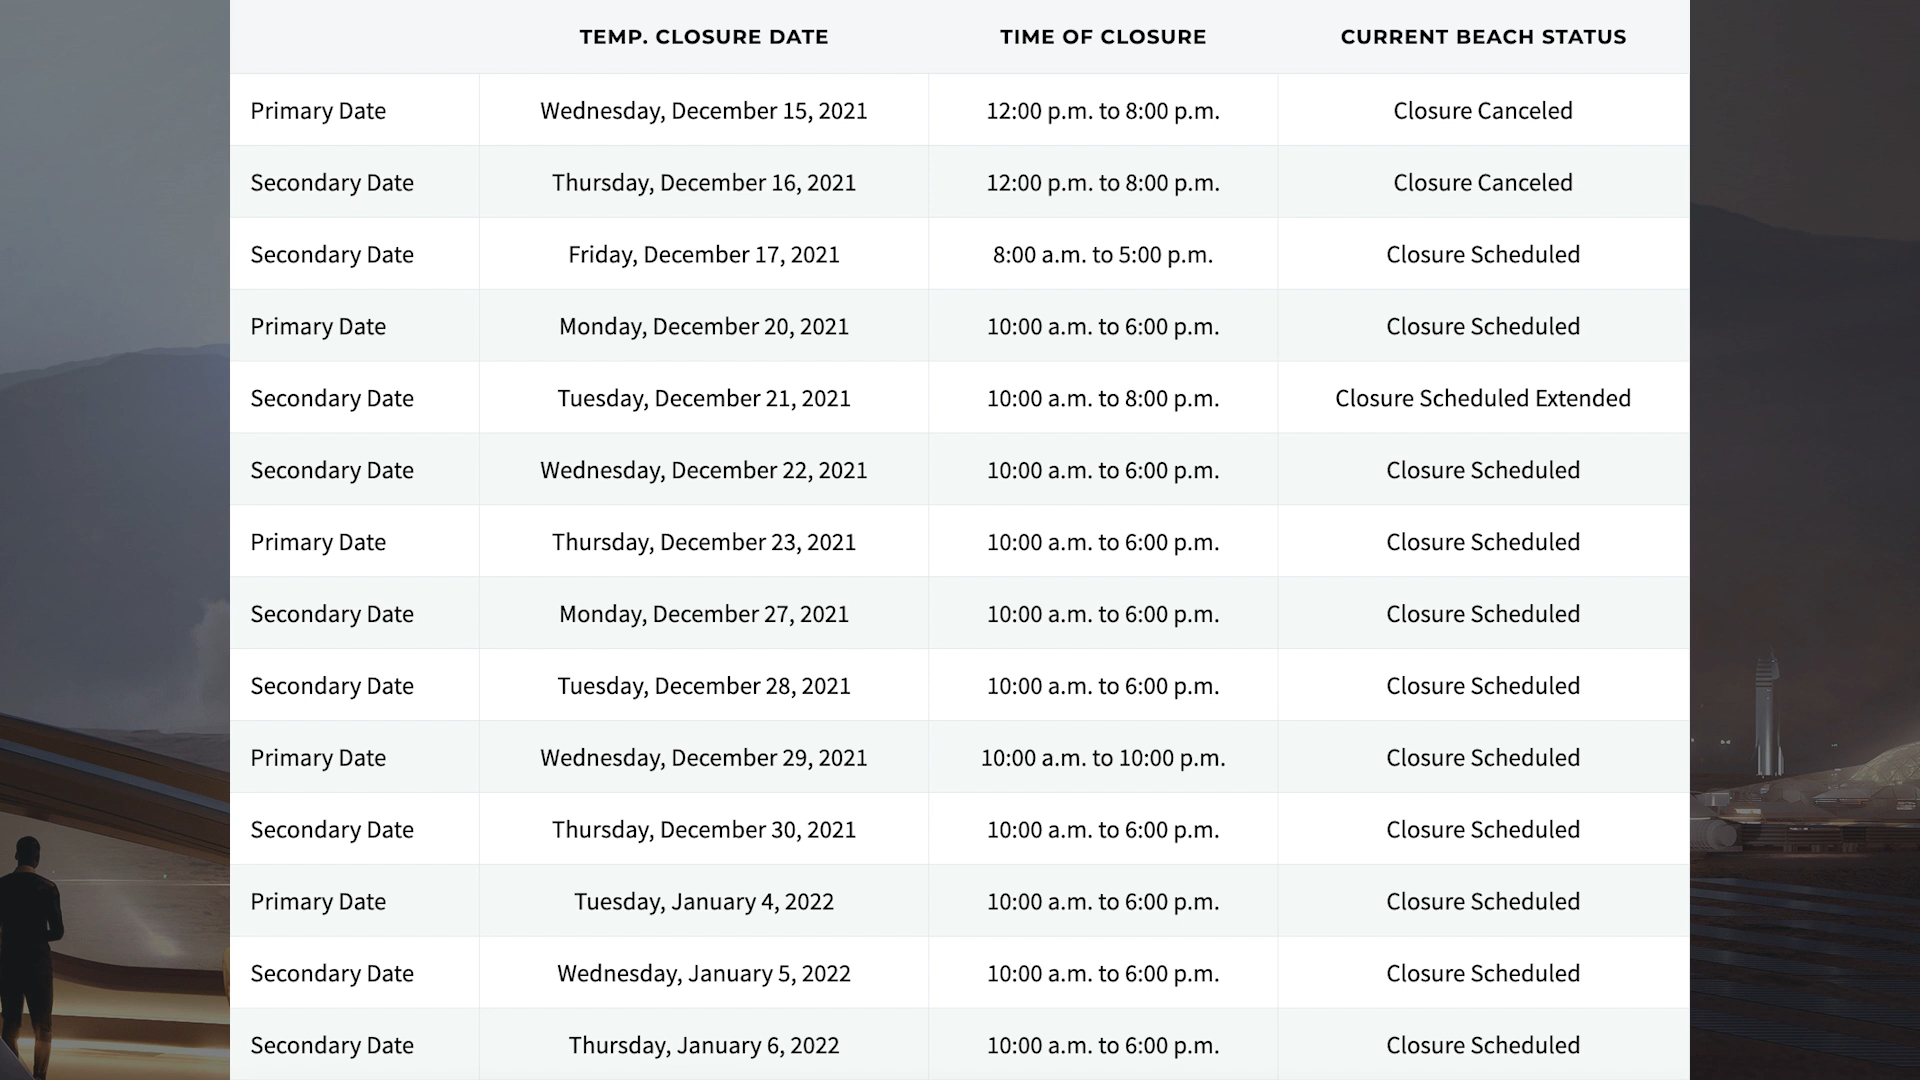 TEMP. CLOSURE DATE TIME OF CLOSURE CURRENT BEACH STATUS
Primary Date Wednesday, December 15, 2021 12:00 p.m. to 8:00 p.m. Closure Canceled
Secondary Date Thursday, December 16, 2021 12:00 p.m. to 8:00 p.m. Closure Canceled
Secondary Date Friday, December 17, 2021 8:00 a.m. to 5:00 p.m. Closure Scheduled
Primary Date Monday, December 20, 2021 10:00 a.m. to 6:00 p.m. Closure Scheduled
Secondary Date Tuesday, December 21, 2021 10:00 a.m. to 8:00 p.m. Closure Scheduled Extended
Secondary Date Wednesday, December 22, 2021 10:00 a.m. to 6:00 p.m. Closure Scheduled
Primary Date Thursday, December 23, 2021 10:00 a.m. to 6:00 p.m. Closure Scheduled
Secondary Date Monday, December 27, 2021 10:00 a.m. to 6:00 p.m. Closure Scheduled
Secondary Date Tuesday, December 28, 2021 10:00 a.m. to 6:00 p.m. Closure Scheduled
Primary Date Wednesday, December 29, 2021 10:00 a.m. to 10:00 p.m. Closure Scheduled
Secondary Date Thursday, December 30, 2021 10:00 a.m. to 6:00 p.m. Closure Scheduled
Primary Date Tuesday, January 4, 2022 10:00 a.m. to 6:00 p.m. Closure Scheduled
Secondary Date Wednesday, January 5, 2022 10:00 a.m. to 6:00 p.m. Closure Scheduled
Secondary Date Thursday, January 6, 2022 10:00 a.m. to 6:00 p.m. Closure Scheduled